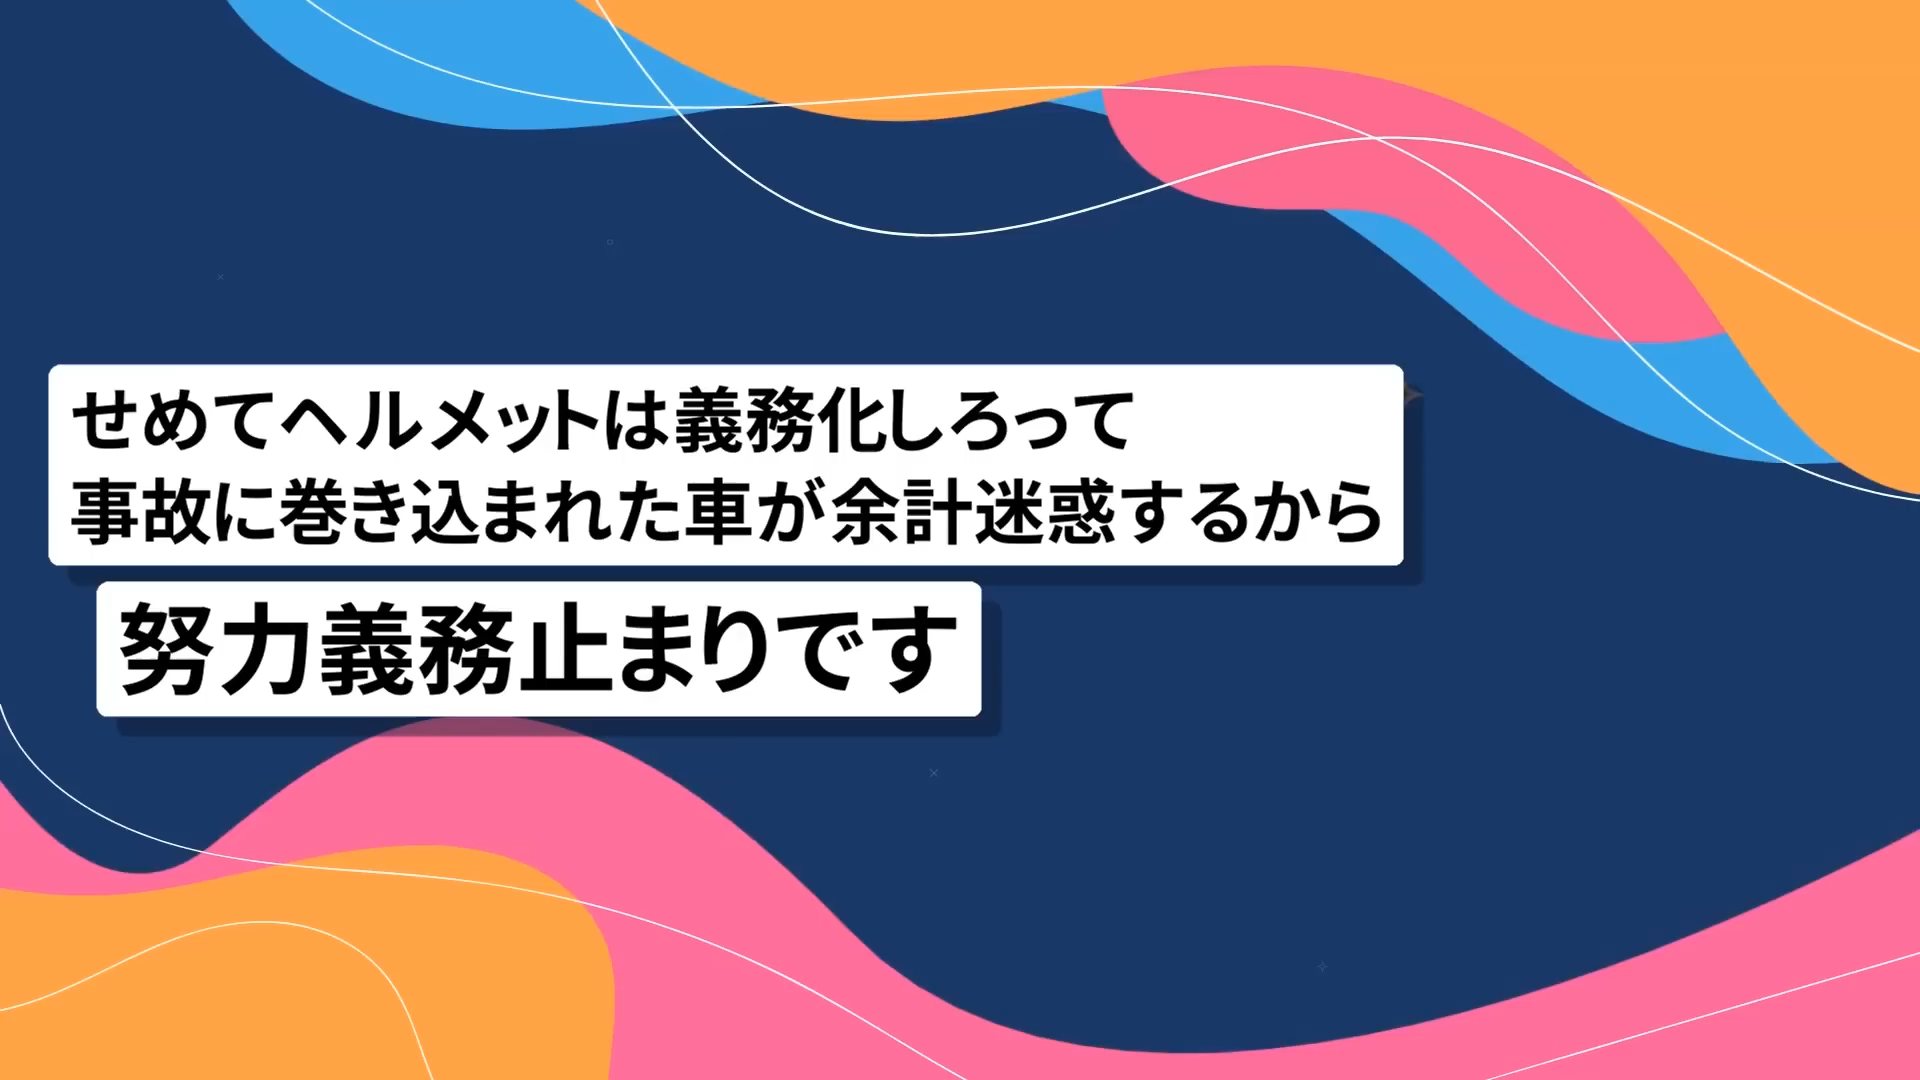 せめてヘルメットは義務化しろって
事故に巻き込まれた車が余計迷惑するから
努力義務止まりです